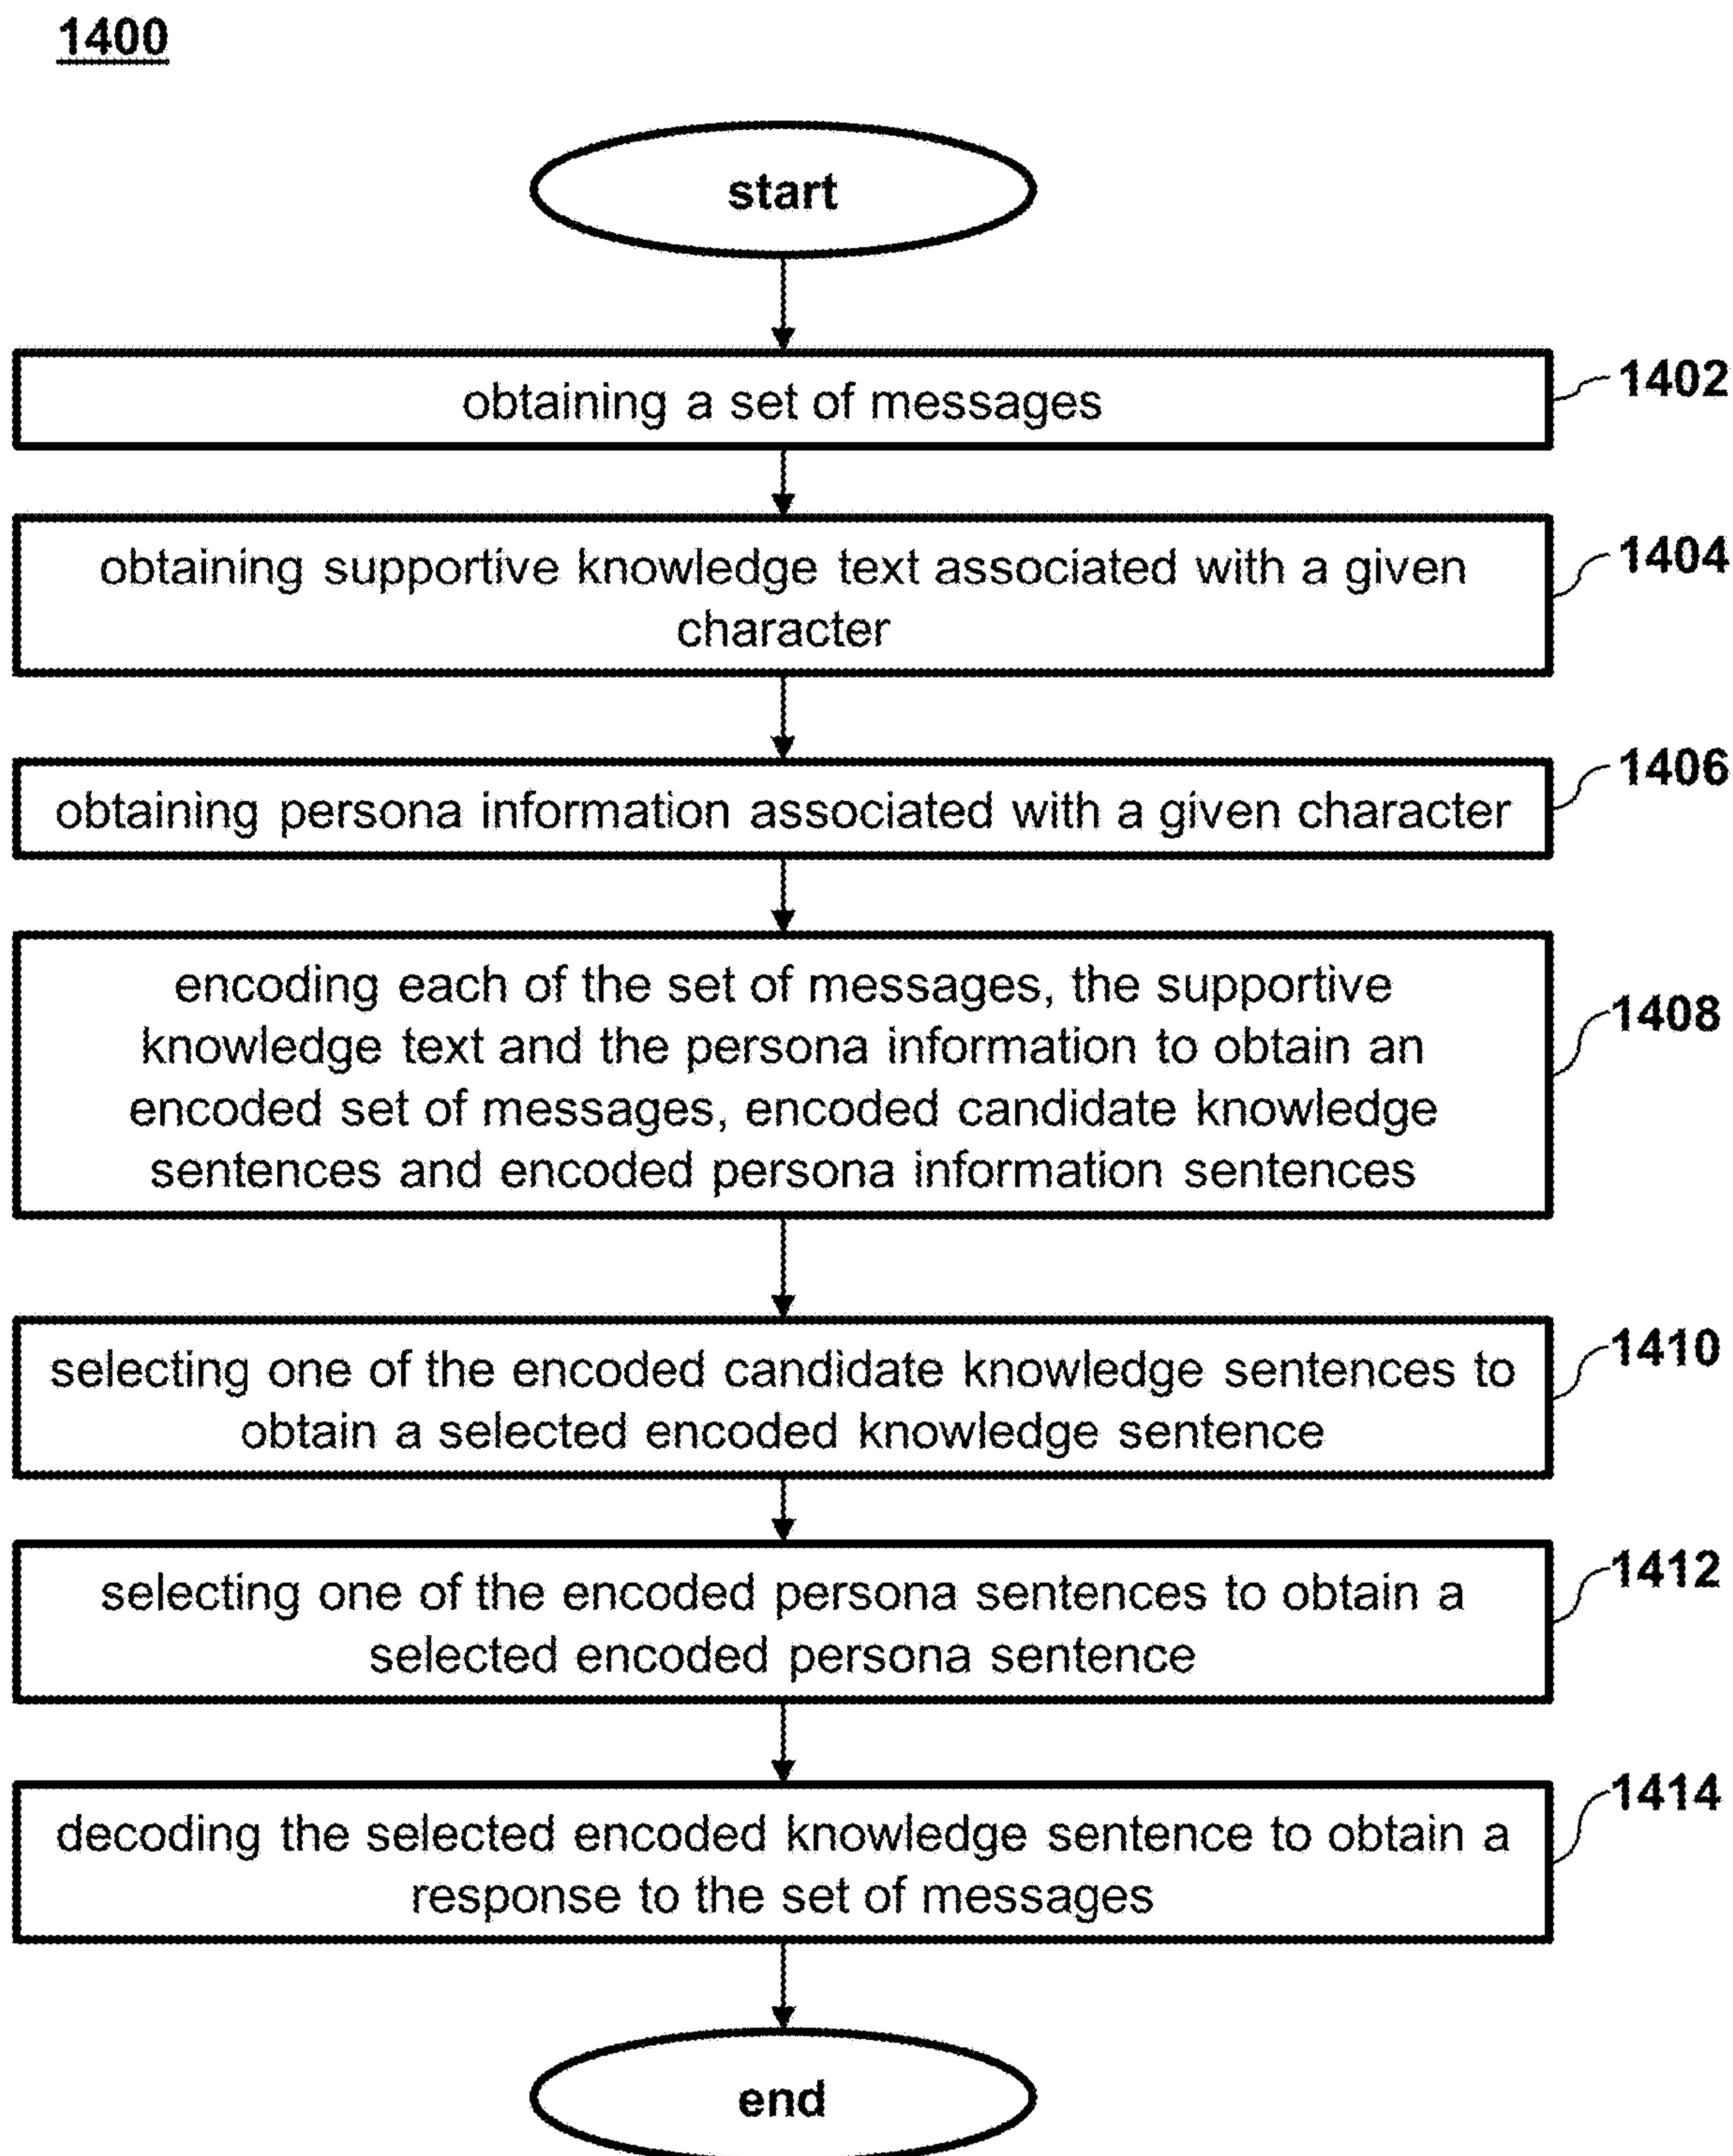 1400
start
obtaining a set of messages
1402
obtaining supportive knowledge text associated with a given
character
1404
obtaining persona information associated with a given character
1406
encoding each of the set of messages, the supportive
knowledge text and the persona information to obtain an
encoded set of messages, encoded candidate knowledge
sentences and encoded persona information sentences
1408
selecting one of the encoded candidate knowledge sentences to
obtain a selected encoded knowledge sentence
1410
selecting one of the encoded persona sentences to obtain a
selected encoded persona sentence
1412
decoding the selected encoded knowledge sentence to obtain a
response to the set of messages
1414
end